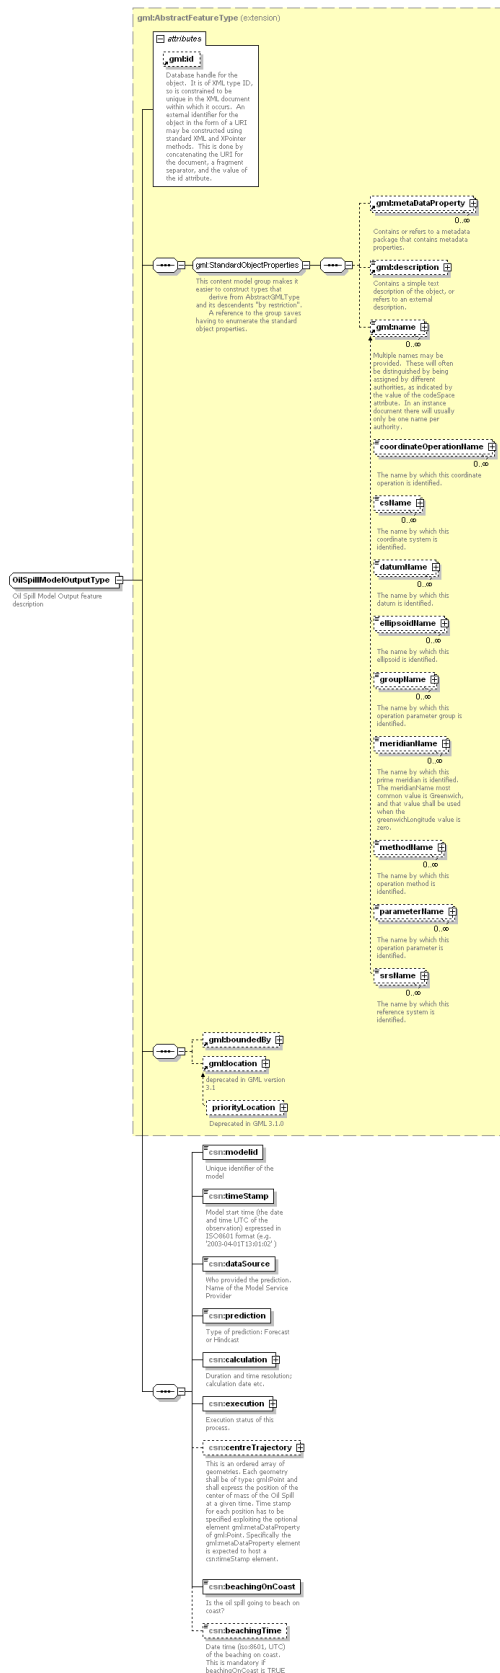 gml:AbstractFeatureType (extension)
attributes
gml:id
Database handle for the
object.  It is of XML type ID,
so is constrained to be
unique in the XML document
within which it occurs.  An
external identifier for the
object in the form of a URI
may be constructed using
standard XML and XPointer
methods.  This is done by
concatenating the URI for
the document, a fragment
separator, and the value of
the id attribute.
gml:metaDataProperty
0..∞
Contains or refers to a metadata
package that contains metadata
properties.
gml:StandardObjectProperties
This content model group makes it
easier to construct types that
derive from AbstractGMLType
and its descendents "by restriction".
A reference to the group saves
having to enumerate the standard
object properties.
gml:description
Contains a simple text
description of the object, or
refers to an external
description.
gml:name
0..∞
Multiple names may be
provided.  These will often
be distinguished by being
assigned by different
authorities, as indicated by
the value of the codeSpace
attribute.  In an instance
document there will usually
only be one name per
authority.
coordinateOperationName
0..∞
The name by which this coordinate
operation is identified.
csName
0..∞
The name by which this
coordinate system is
identified.
datumName
0..∞
The name by which this
datum is identified.
OilSpillModelOutputType
Oil Spill Model Output feature
description
ellipsoidName
0..∞
The name by which this
ellipsoid is identified.
groupName
0..∞
The name by which this
operation parameter group is
identified.
meridianName
0..∞
The name by which this
prime meridian is identified.
The meridianName most
common value is Greenwich,
and that value shall be used
when the
greenwichLongitude value is
zero.
methodName
0..∞
The name by which this
operation method is
identified.
parameterName
0..∞
The name by which this
operation parameter is
identified.
srsName
0..∞
The name by which this
reference system is
identified.
gml:boundedBy
gml:location
deprecated in GML version
3.1
priorityLocation
Deprecated in GML 3.1.0
csn:modelid
Unique identifier of the
model
csn:timeStamp
Model start time (the date
and time UTC of the
observation) expressed in
ISO8601 format (e.g.
'2003-04-01T13:01:02' )
csn:dataSource
Who provided the prediction.
Name of the Model Service
Provider
csn:prediction
Type of prediction: Forecast
or Hindcast
csn:calculation
Duration and time resolution;
calculation date etc.
csn:execution
Execution status of this
process.
csn:centreTrajectory
This is an ordered array of
geometries. Each geometry
shall be of type: gml:Point and
shall espress the position of the
center of mass of the Oil Spill
at a given time. Time stamp
for each position has to be
specified exploiting the optional
element gml:metaDataProperty
of gml:Point. Specifically the
gml:metaDataProperty element
is expected to host a
csn:timeStamp element.
csn:beachingOnCoast
Is the oil spill going to beach on
coast?
csn:beachingTime
Date time (iso:8601, UTC)
of the beaching on coast.
This is mandatory if
beachingOnCoast is TRUE